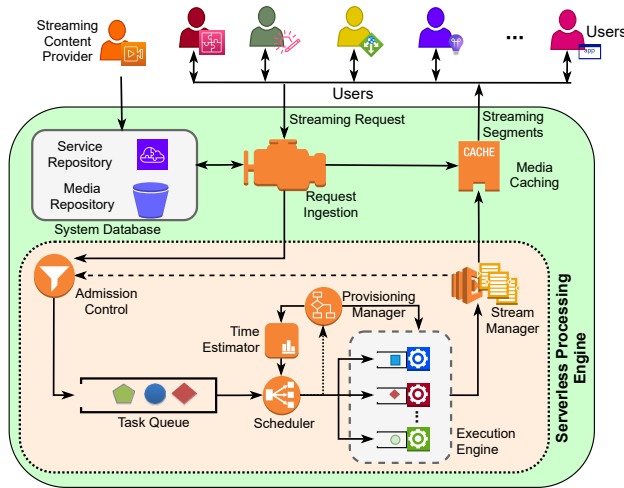 Streaming
Content
Provider
...
Users
app
Users
Streaming Request
Streaming
Segments
Service
Repository
Media
Repository
System Database
Request
Ingestion
CACHE
Media
Caching
Admission
Control
Provisioning
Manager
Stream
Manager
Time
Estimator
Task Queue
Scheduler
Execution
Engine
Serverless Processing
Engine